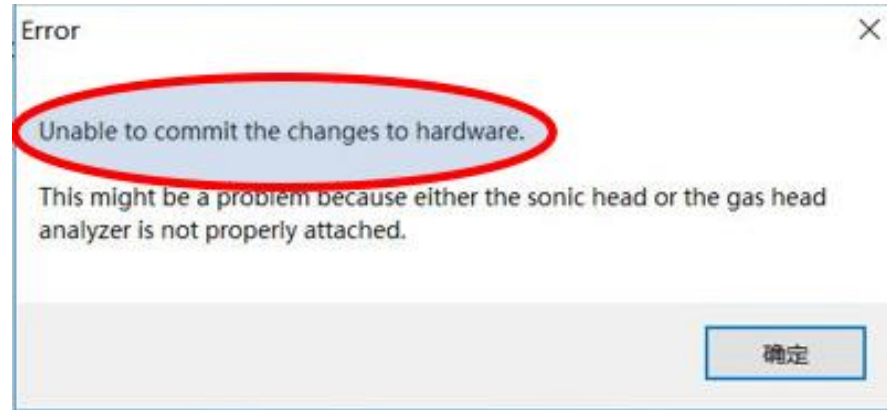 Error
Unable to commit the changes to hardware.
This might be a problem because either the sonic head or the gas head
analyzer is not properly attached.
确定